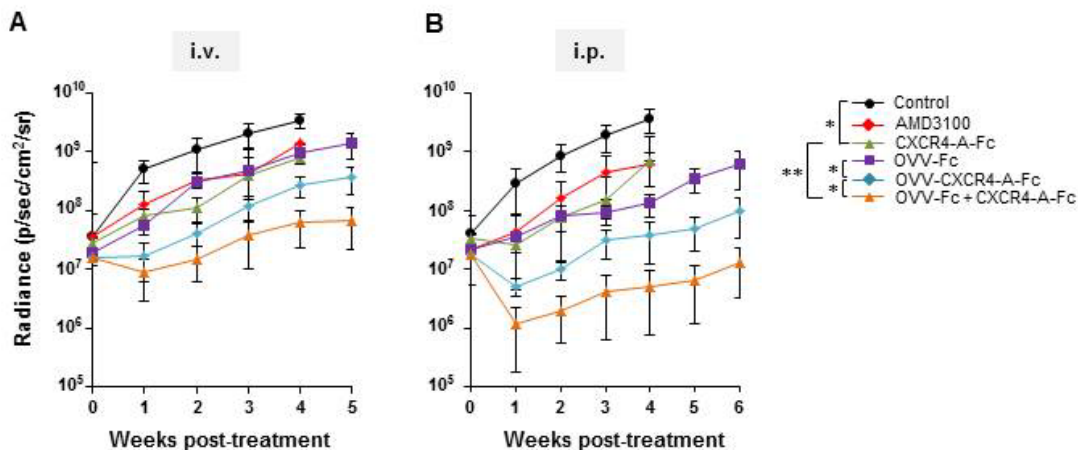 A
B
i.v.
i.p.
Radiance (p/sec/cm²/sr)
10¹⁰
10⁹
10⁸
10⁷
10⁶
10⁵
0 1 2 3 4 5
Weeks post-treatment
10¹⁰
10⁹
10⁸
10⁷
10⁶
10⁵
0 1 2 3 4 5 6
Weeks post-treatment
Control
AMD3100
CXCR4-A-Fc
OVV-Fc
OVV-CXCR4-A-Fc
OVV-Fc + CXCR4-A-Fc
*
**
*
*